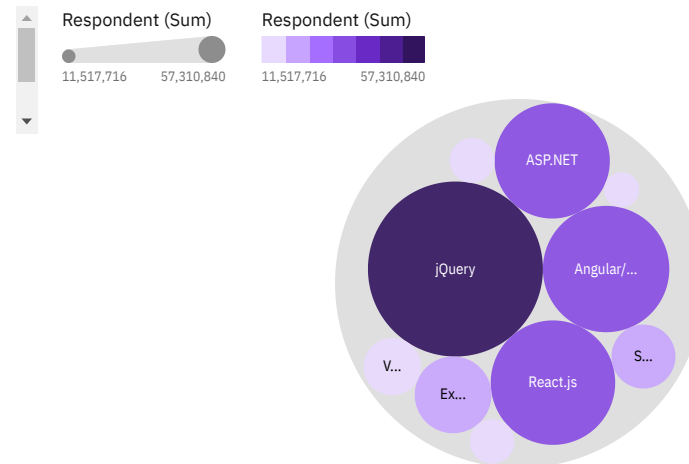 Respondent (Sum)
11,517,716 57,310,840
Respondent (Sum)
11,517,716 57,310,840
ASP.NET
jQuery
Angular/...
V...
S...
Ex...
React.js